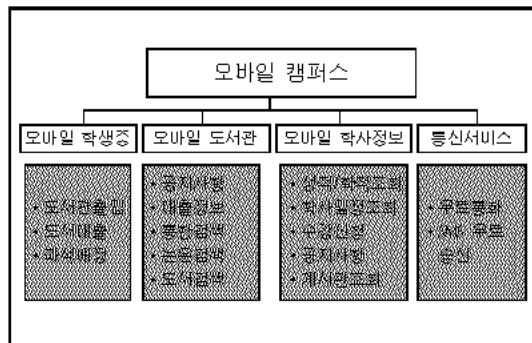 모바일 캠퍼스
모바일 학생증
모바일 도서관
모바일 학사정보
통신서비스
• 도서관출입
• 도서대출
• 좌석배정
• 공지사항
• 대출정보
• 통합검색
• 논문검색
• 도서검색
• 성적/학적조회
• 학사일정조회
• 수강신청
• 공지사항
• 게시판조회
• 무료통화
• 무료